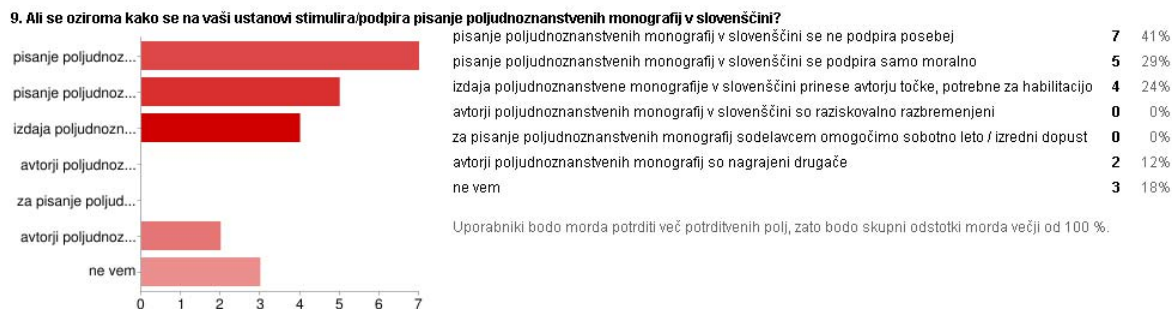 9. Ali se oziroma kako se na vaši ustanovi stimulira/podpira pisanje poljudnoznanstvenih monografij v slovenščini?
pisanje poljudnoz...
pisanje poljudnoz...
izdaja poljudnozn...
avtorji poljudnoz...
za pisanje poljud...
avtorji poljudnoz...
ne vem
0 1 2 3 4 5 6 7
pisanje poljudnoznanstvenih monografij v slovenščini se ne podpira posebej 7 41%
pisanje poljudnoznanstvenih monografij v slovenščini se podpira samo moralno 5 29%
izdaja poljudnoznanstvene monografije v slovenščini prinese avtorju točke, potrebne za habilitacijo 4 24%
avtorji poljudnoznanstvenih monografij v slovenščini so raziskovalno razbremenjeni 0 0%
za pisanje poljudnoznanstvenih monografij sodelavcem omogočimo sobotno leto / izredni dopust 0 0%
avtorji poljudnoznanstvenih monografij so nagrajeni drugače 2 12%
ne vem 3 18%
Uporabniki bodo morda potrditi več potrditvenih polj, zato bodo skupni odstotki morda večji od 100 %.